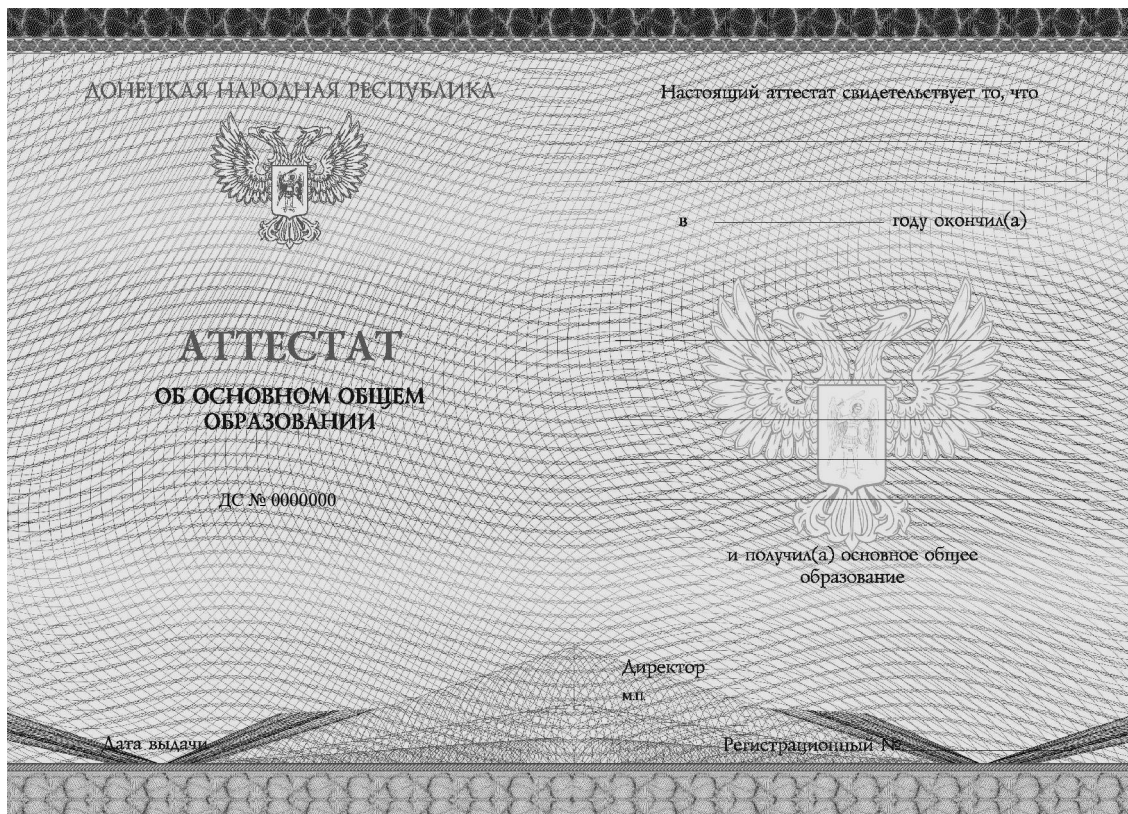 ДОНЕЦКАЯ НАРОДНАЯ РЕСПУБЛИКА
АТТЕСТАТ
ОБ ОСНОВНОМ ОБЩЕМ
ОБРАЗОВАНИИ
ДС № 0000000
Дата выдачи
Настоящий аттестат свидетельствует то, что
в году окончил(а)
и получил(а) основное общее
образование
Директор
М.П.
Регистрационный №